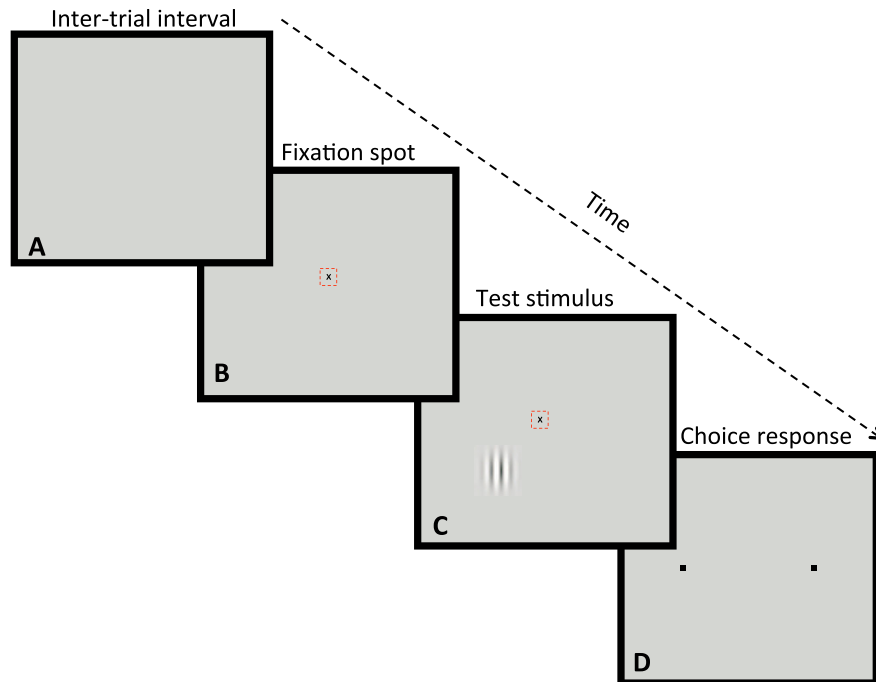 Inter-trial interval
A
Fixation spot
x
B
Time
Test stimulus
x
C
Choice response
D